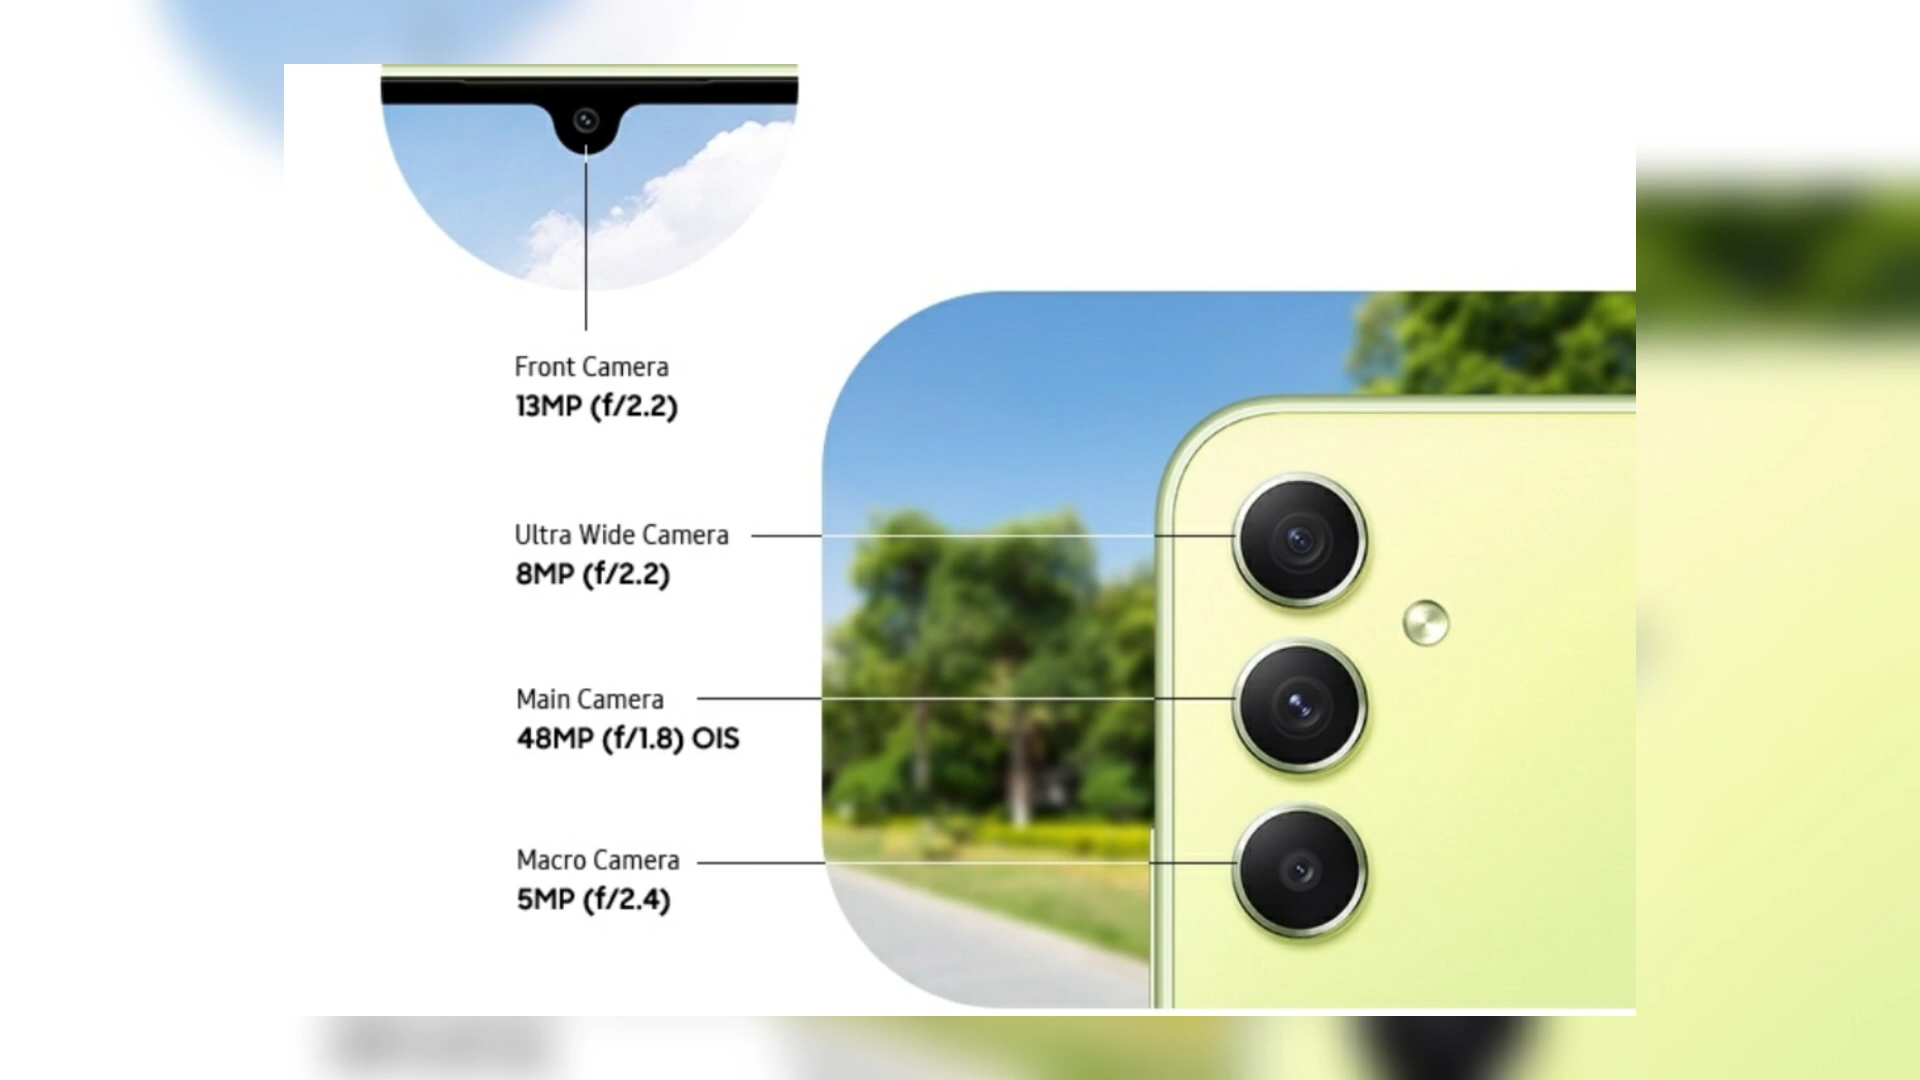 Front Camera
13MP (f/2.2)
Ultra Wide Camera
8MP (f/2.2)
Main Camera
48MP (f/1.8) OIS
Macro Camera
5MP (f/2.4)